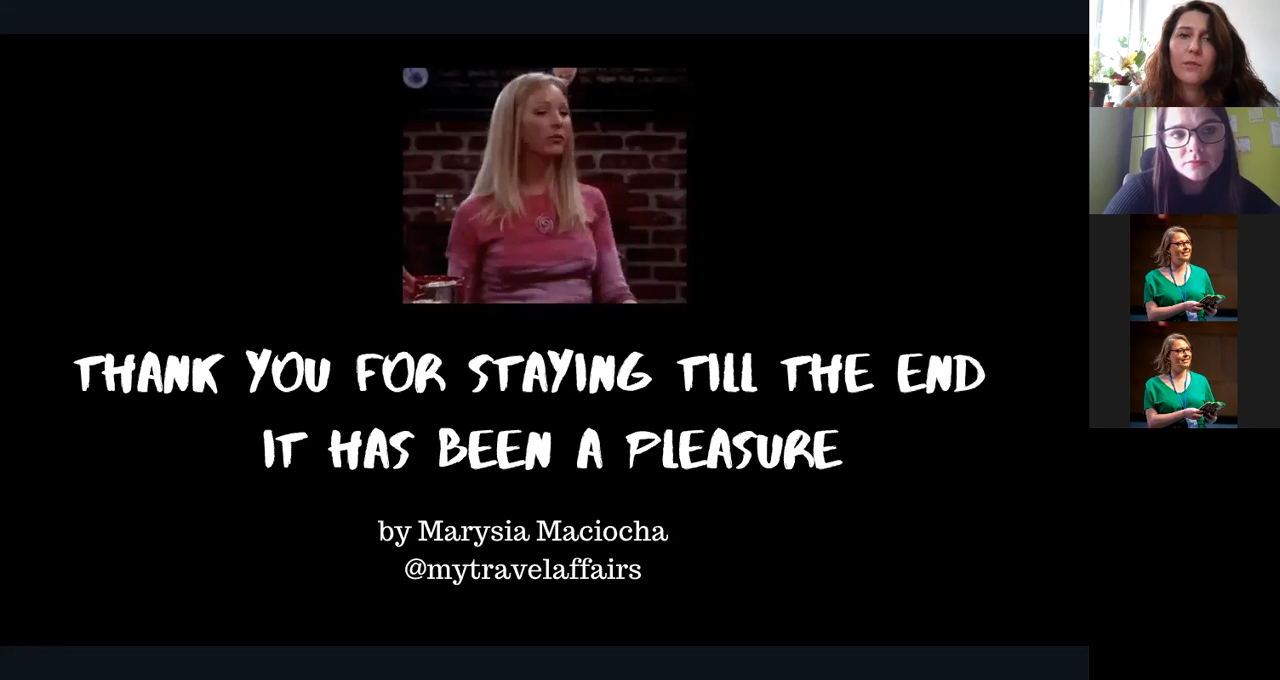 THANK YOU FOR STAYING TILL THE END
IT HAS BEEN A PLEASURE
by Marysia Maciocha
@mytravelaffairs